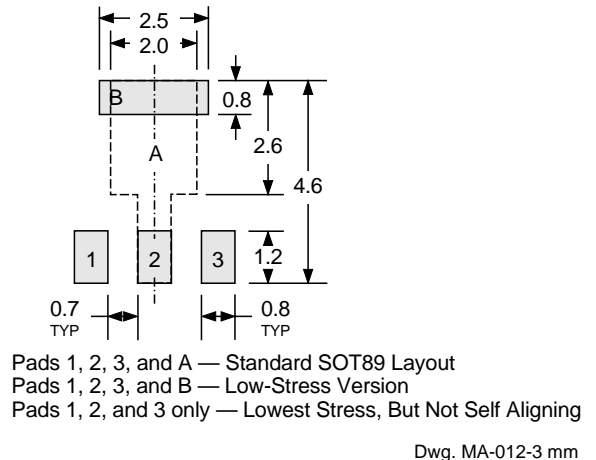 2.5
2.0
B
0.8
A
2.6
4.6
1
2
3
1.2
0.7
TYP
0.8
TYP
Pads 1, 2, 3, and A — Standard SOT89 Layout
Pads 1, 2, 3, and B — Low-Stress Version
Pads 1, 2, and 3 only — Lowest Stress, But Not Self Aligning
Dwg. MA-012-3 mm